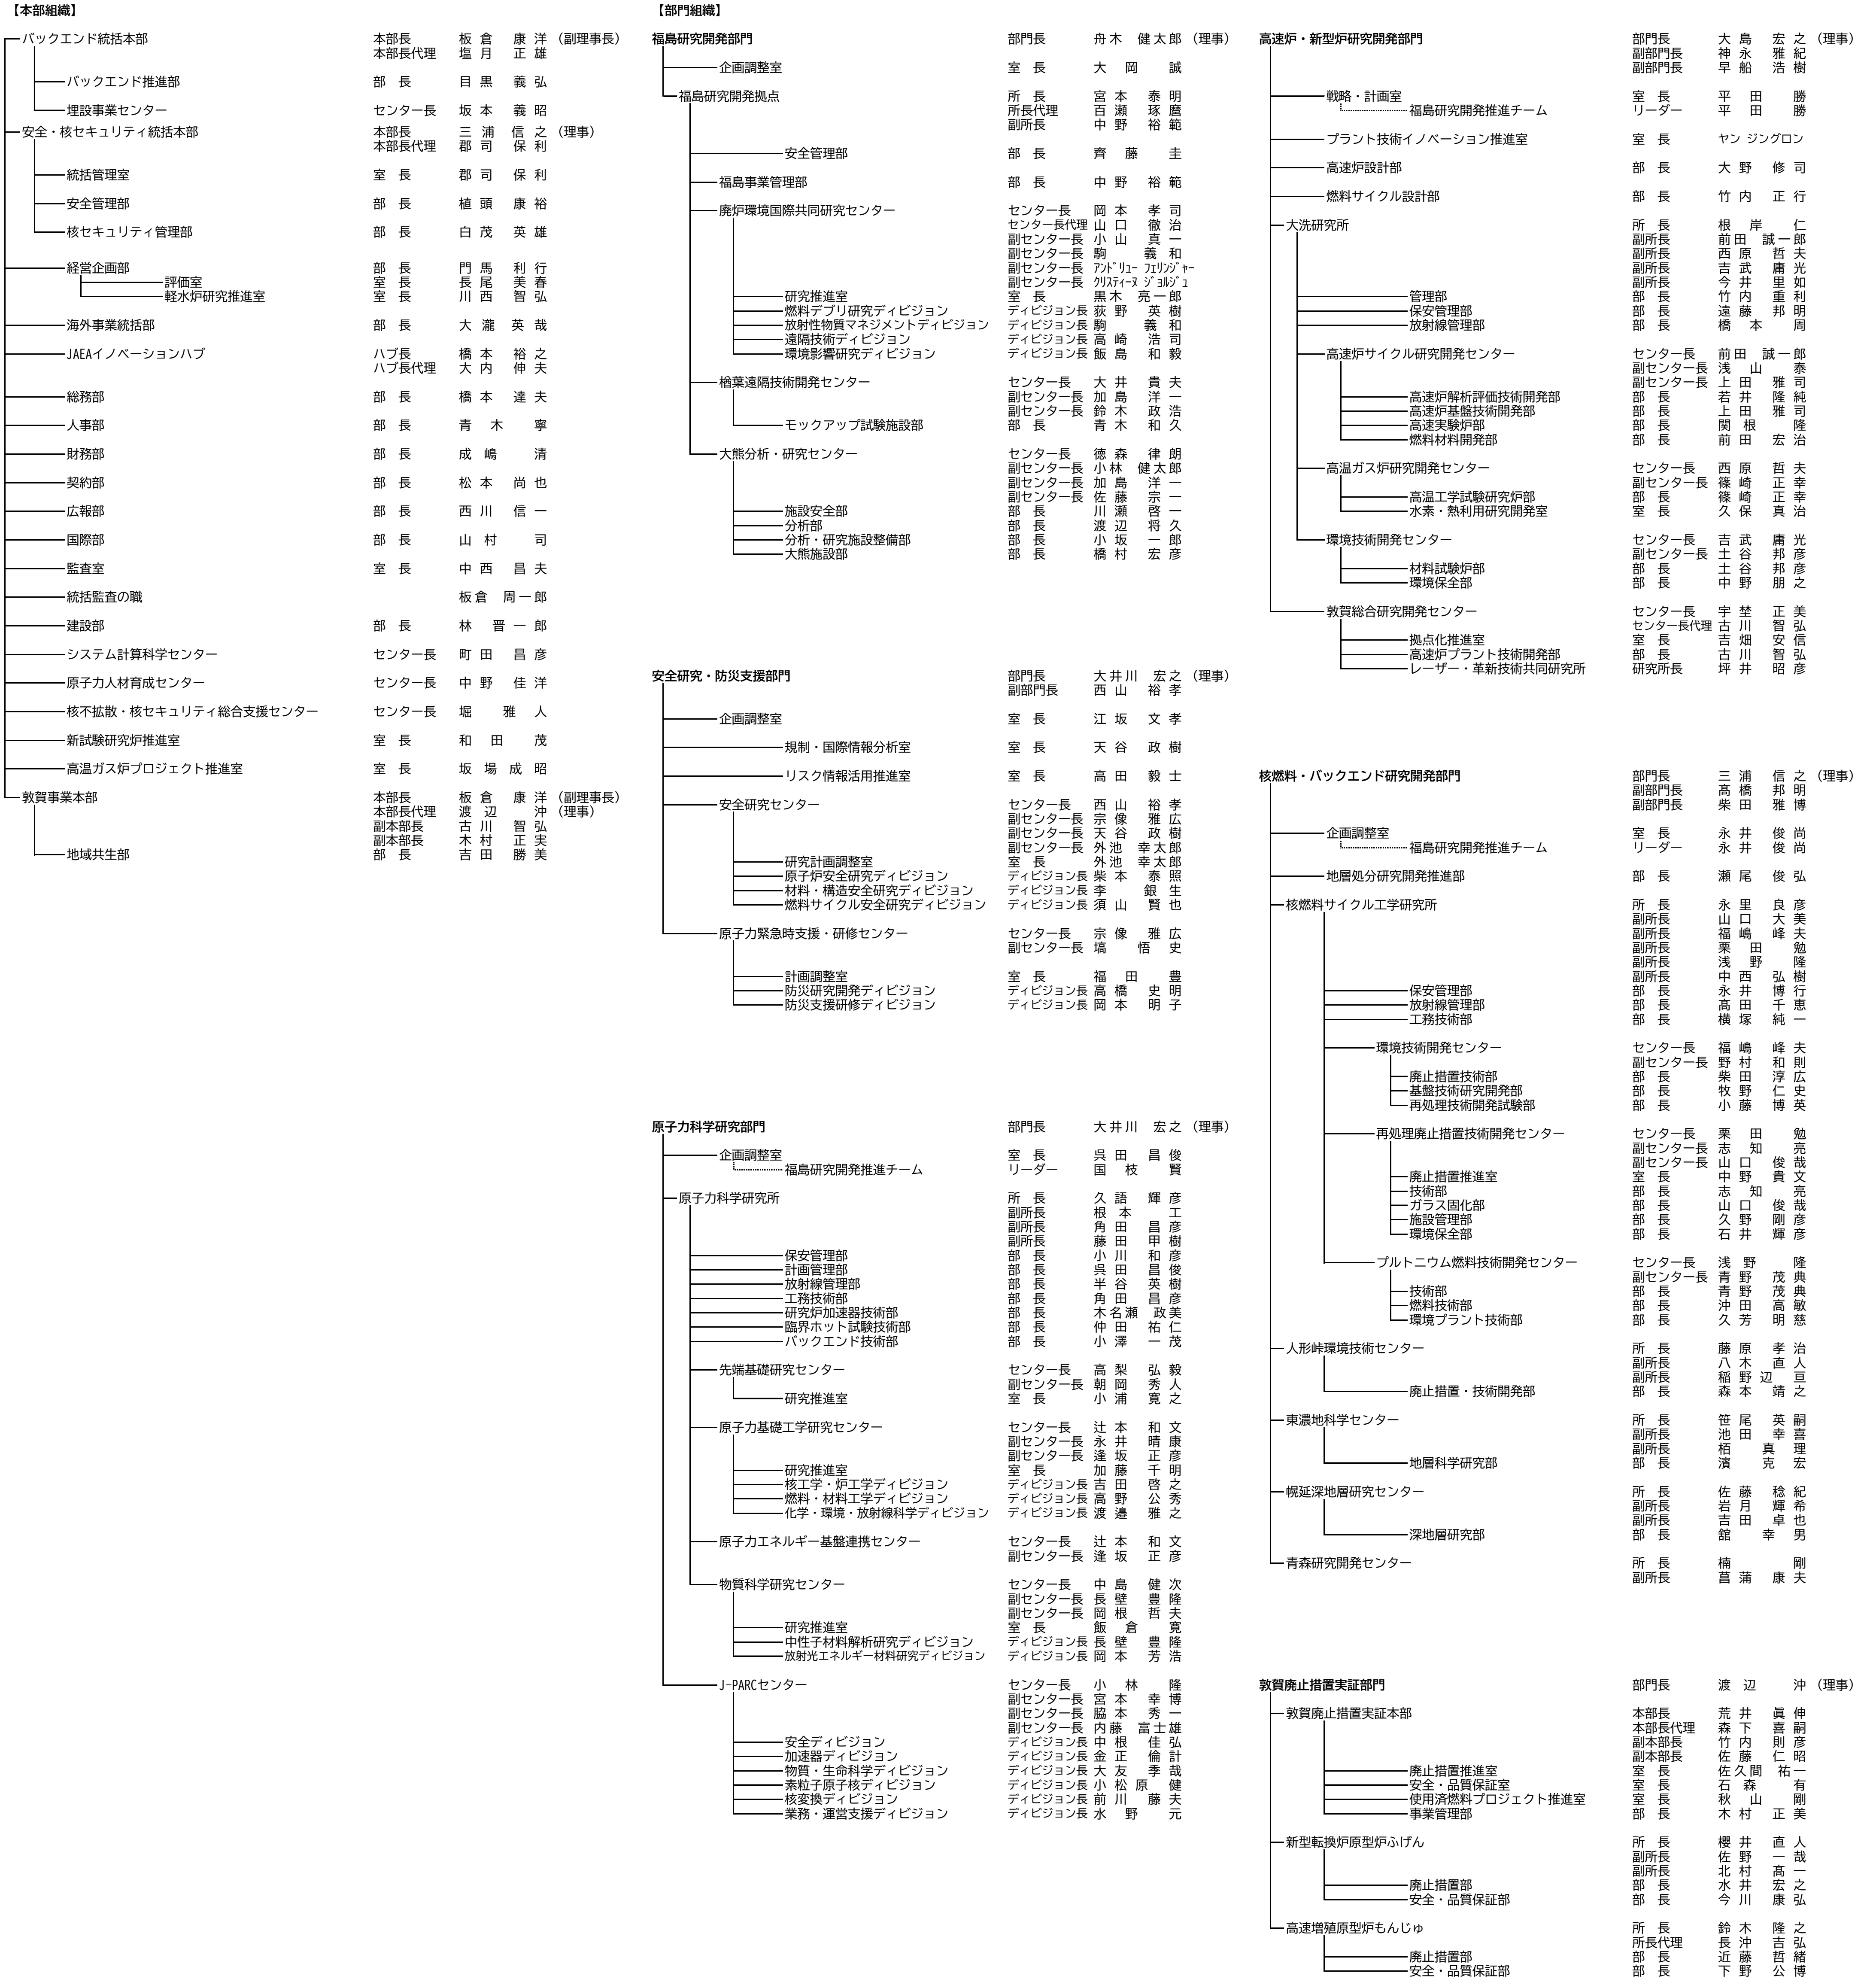 【本部組織】
バックエンド統括本部 本部長 板倉 康洋 （副理事長）
本部長代理 塩月 正雄
バックエンド推進部 部 長 目黒 義弘
埋設事業センター センター長 坂本 義昭
安全・核セキュリティ統括本部 本部長 三浦 信之 （理事）
本部長代理 郡司 保利
統括管理室 室 長 郡司 保利
安全管理部 部 長 植頭 康裕
核セキュリティ管理部 部 長 白茂 英雄
経営企画部 部 長 門馬 利行
評価室 室 長 長尾 美春
軽水炉研究推進室 室 長 川西 智弘
海外事業統括部 部 長 大瀧 英哉
JAEAイノベーションハブ ハブ長 橋本 裕之
ハブ長代理 大内 伸夫
総務部 部 長 橋本 達夫
人事部 部 長 青木 寧
財務部 部 長 成嶋 清
契約部 部 長 松本 尚也
広報部 部 長 西川 信一
国際部 部 長 山村 司
監査室 室 長 中西 昌夫
統括監査の職 板倉 周一郎
建設部 部 長 林 晋一郎
システム計算科学センター センター長 町田 昌彦
原子力人材育成センター センター長 中野 佳洋
核不拡散・核セキュリティ総合支援センター センター長 堀 雅人
新試験研究炉推進室 室 長 和田 茂
高温ガス炉プロジェクト推進室 室 長 坂場 成昭
敦賀事業本部 本部長 板倉 康洋 （副理事長）
本部長代理 渡辺 沖 （理事）
副本部長 古川 智弘
副本部長 木村 正実
地域共生部 部 長 吉田 勝美
【部門組織】
福島研究開発部門 部門長 舟木 健太郎 （理事）
企画調整室 室 長 大岡 誠
福島研究開発拠点 所 長 宮本 泰明
所長代理 百瀬 琢麿
副所長 中野 裕範
安全管理部 部 長 齊藤 圭
福島事業管理部 部 長 中野 裕範
廃炉環境国際共同研究センター センター長 岡本 孝司
センター長代理 山口 徹治
副センター長 小山 真一
副センター長 駒 義和
副センター長 ｱﾝﾄﾞﾘｭｰ ﾌｪﾘﾝｼﾞｬｰ
副センター長 ｸﾘｽﾃｨｰﾇ ｼﾞｮﾙｼﾞｭ
研究推進室 室 長 黒木 亮一郎
燃料デブリ研究ディビジョン ディビジョン長 荻野 英樹
放射性物質マネジメントディビジョン ディビジョン長 駒 義和
遠隔技術ディビジョン ディビジョン長 高崎 浩司
環境影響研究ディビジョン ディビジョン長 飯島 和毅
楢葉遠隔技術開発センター センター長 大井 貴夫
副センター長 加島 洋一
副センター長 鈴木 政浩
モックアップ試験施設部 部 長 青木 和久
大熊分析・研究センター センター長 徳森 律朗
副センター長 小林 健太郎
副センター長 加島 洋一
副センター長 佐藤 宗一
施設安全部 部 長 川瀬 啓一
分析部 部 長 渡辺 将久
分析・研究施設整備部 部 長 小坂 一郎
大熊施設部 部 長 橋村 宏彦
安全研究・防災支援部門 部門長 大井川 宏之 （理事）
副部門長 西山 裕孝
企画調整室 室 長 江坂 文孝
規制・国際情報分析室 室 長 天谷 政樹
リスク情報活用推進室 室 長 高田 毅士
安全研究センター センター長 西山 裕孝
副センター長 宗像 雅広
副センター長 天谷 政樹
副センター長 外池 幸太郎
研究計画調整室 室 長 外池 幸太郎
原子炉安全研究ディビジョン ディビジョン長 柴本 泰照
材料・構造安全研究ディビジョン ディビジョン長 李 銀生
燃料サイクル安全研究ディビジョン ディビジョン長 須山 賢也
原子力緊急時支援・研修センター センター長 宗像 雅広
副センター長 塙 悟史
計画調整室 室 長 福田 豊
防災研究開発ディビジョン ディビジョン長 高橋 史明
防災支援研修ディビジョン ディビジョン長 岡本 明子
原子力科学研究部門 部門長 大井川 宏之 （理事）
企画調整室 室 長 呉田 昌俊
福島研究開発推進チーム リーダー 国枝 賢
原子力科学研究所 所 長 久語 輝彦
副所長 根本 工
副所長 角田 昌彦
副所長 藤田 甲樹
保安管理部 部 長 小川 和彦
計画管理部 部 長 呉田 昌俊
放射線管理部 部 長 半谷 英樹
工務技術部 部 長 角田 昌彦
研究炉加速器技術部 部 長 木名瀬 政美
臨界ホット試験技術部 部 長 仲田 祐仁
バックエンド技術部 部 長 小澤 一茂
先端基礎研究センター センター長 高梨 弘毅
副センター長 朝岡 秀人
研究推進室 室 長 小浦 寛之
原子力基礎工学研究センター センター長 辻本 和文
副センター長 永井 晴康
副センター長 逢坂 正彦
研究推進室 室 長 加藤 千明
核工学・炉工学ディビジョン ディビジョン長 吉田 啓之
燃料・材料工学ディビジョン ディビジョン長 高野 公秀
化学・環境・放射線科学ディビジョン ディビジョン長 渡邉 雅之
原子力エネルギー基盤連携センター センター長 辻本 和文
副センター長 逢坂 正彦
物質科学研究センター センター長 中島 健次
副センター長 長壁 豊隆
副センター長 岡根 哲夫
研究推進室 室 長 飯倉 寛
中性子材料解析研究ディビジョン ディビジョン長 長壁 豊隆
放射光エネルギー材料研究ディビジョン ディビジョン長 岡本 芳浩
J-PARCセンター センター長 小林 隆
副センター長 宮本 幸博
副センター長 脇本 秀一
副センター長 内藤 富士雄
安全ディビジョン ディビジョン長 中根 佳弘
加速器ディビジョン ディビジョン長 金正 倫計
物質・生命科学ディビジョン ディビジョン長 大友 季哉
素粒子原子核ディビジョン ディビジョン長 小松原 健
核変換ディビジョン ディビジョン長 前川 藤夫
業務・運営支援ディビジョン ディビジョン長 水野 元
高速炉・新型炉研究開発部門 部門長 大島 宏之 （理事）
副部門長 神永 雅紀
副部門長 早船 浩樹
戦略・計画室 室 長 平田 勝
福島研究開発推進チーム リーダー 平田 勝
プラント技術イノベーション推進室 室 長 ヤン ジングロン
高速炉設計部 部 長 大野 修司
燃料サイクル設計部 部 長 竹内 正行
大洗研究所 所 長 根岸 仁
副所長 前田 誠一郎
副所長 西原 哲夫
副所長 吉武 庸光
副所長 今井 里如
管理部 部 長 竹内 重利
保安管理部 部 長 遠藤 邦明
放射線管理部 部 長 橋本 周
高速炉サイクル研究開発センター センター長 前田 誠一郎
副センター長 浅山 泰
副センター長 上田 雅司
高速炉解析評価技術開発部 部 長 若井 隆純
高速炉基盤技術開発部 部 長 上田 雅司
高速実験炉部 部 長 関根 隆
燃料材料開発部 部 長 前田 宏治
高温ガス炉研究開発センター センター長 西原 哲夫
副センター長 篠崎 正幸
高温工学試験研究炉部 部 長 篠崎 正幸
水素・熱利用研究開発室 室 長 久保 真治
環境技術開発センター センター長 吉武 庸光
副センター長 土谷 邦彦
材料試験炉部 部 長 土谷 邦彦
環境保全部 部 長 中野 朋之
敦賀総合研究開発センター センター長 宇埜 正美
センター長代理 古川 智弘
拠点化推進室 室 長 吉畑 安信
高速炉プラント技術開発部 部 長 古川 智弘
レーザー・革新技術共同研究所 研究所長 坪井 昭彦
核燃料・バックエンド研究開発部門 部門長 三浦 信之 （理事）
副部門長 髙橋 邦明
副部門長 柴田 雅博
企画調整室 室 長 永井 俊尚
福島研究開発推進チーム リーダー 永井 俊尚
地層処分研究開発推進部 部 長 瀬尾 俊弘
核燃料サイクル工学研究所 所 長 永里 良彦
副所長 山口 大美
副所長 福嶋 峰夫
副所長 栗田 勉
副所長 浅野 隆
副所長 中西 弘樹
保安管理部 部 長 永井 博行
放射線管理部 部 長 髙田 千恵
工務技術部 部 長 横塚 純一
環境技術開発センター センター長 福嶋 峰夫
副センター長 野村 和則
廃止措置技術部 部 長 柴田 淳広
基盤技術研究開発部 部 長 牧野 仁史
再処理技術開発試験部 部 長 小藤 博英
再処理廃止措置技術開発センター センター長 栗田 勉
副センター長 志知 亮
副センター長 山口 俊哉
廃止措置推進室 室 長 中野 貴文
技術部 部 長 志知 亮
ガラス固化部 部 長 山口 俊哉
施設管理部 部 長 久野 剛彦
環境保全部 部 長 石井 輝彦
プルトニウム燃料技術開発センター センター長 浅野 隆
副センター長 青野 茂典
技術部 部 長 青野 茂典
燃料技術部 部 長 沖田 高敏
環境プラント技術部 部 長 久芳 明慈
人形峠環境技術センター 所 長 藤原 孝治
副所長 八木 直人
副所長 稲野辺 亘
廃止措置・技術開発部 部 長 森本 靖之
東濃地科学センター 所 長 笹尾 英嗣
副所長 池田 幸喜
副所長 栢 真理
地層科学研究部 部 長 濱 克宏
幌延深地層研究センター 所 長 佐藤 稔紀
副所長 岩月 輝希
副所長 吉田 卓也
深地層研究部 部 長 舘 幸男
青森研究開発センター 所 長 楠 剛
副所長 菖蒲 康夫
敦賀廃止措置実証部門 部門長 渡辺 沖 （理事）
敦賀廃止措置実証本部 本部長 荒井 眞伸
本部長代理 森下 喜嗣
副本部長 竹内 則彦
副本部長 佐藤 仁昭
廃止措置推進室 室 長 佐久間 祐一
安全・品質保証室 室 長 石森 有
使用済燃料プロジェクト推進室 室 長 秋山 剛
事業管理部 部 長 木村 正美
新型転換炉原型炉ふげん 所 長 櫻井 直人
副所長 佐野 一哉
副所長 北村 髙一
廃止措置部 部 長 水井 宏之
安全・品質保証部 部 長 今川 康弘
高速増殖原型炉もんじゅ 所 長 鈴木 隆之
所長代理 長沖 吉弘
廃止措置部 部 長 近藤 哲緒
安全・品質保証部 部 長 下野 公博